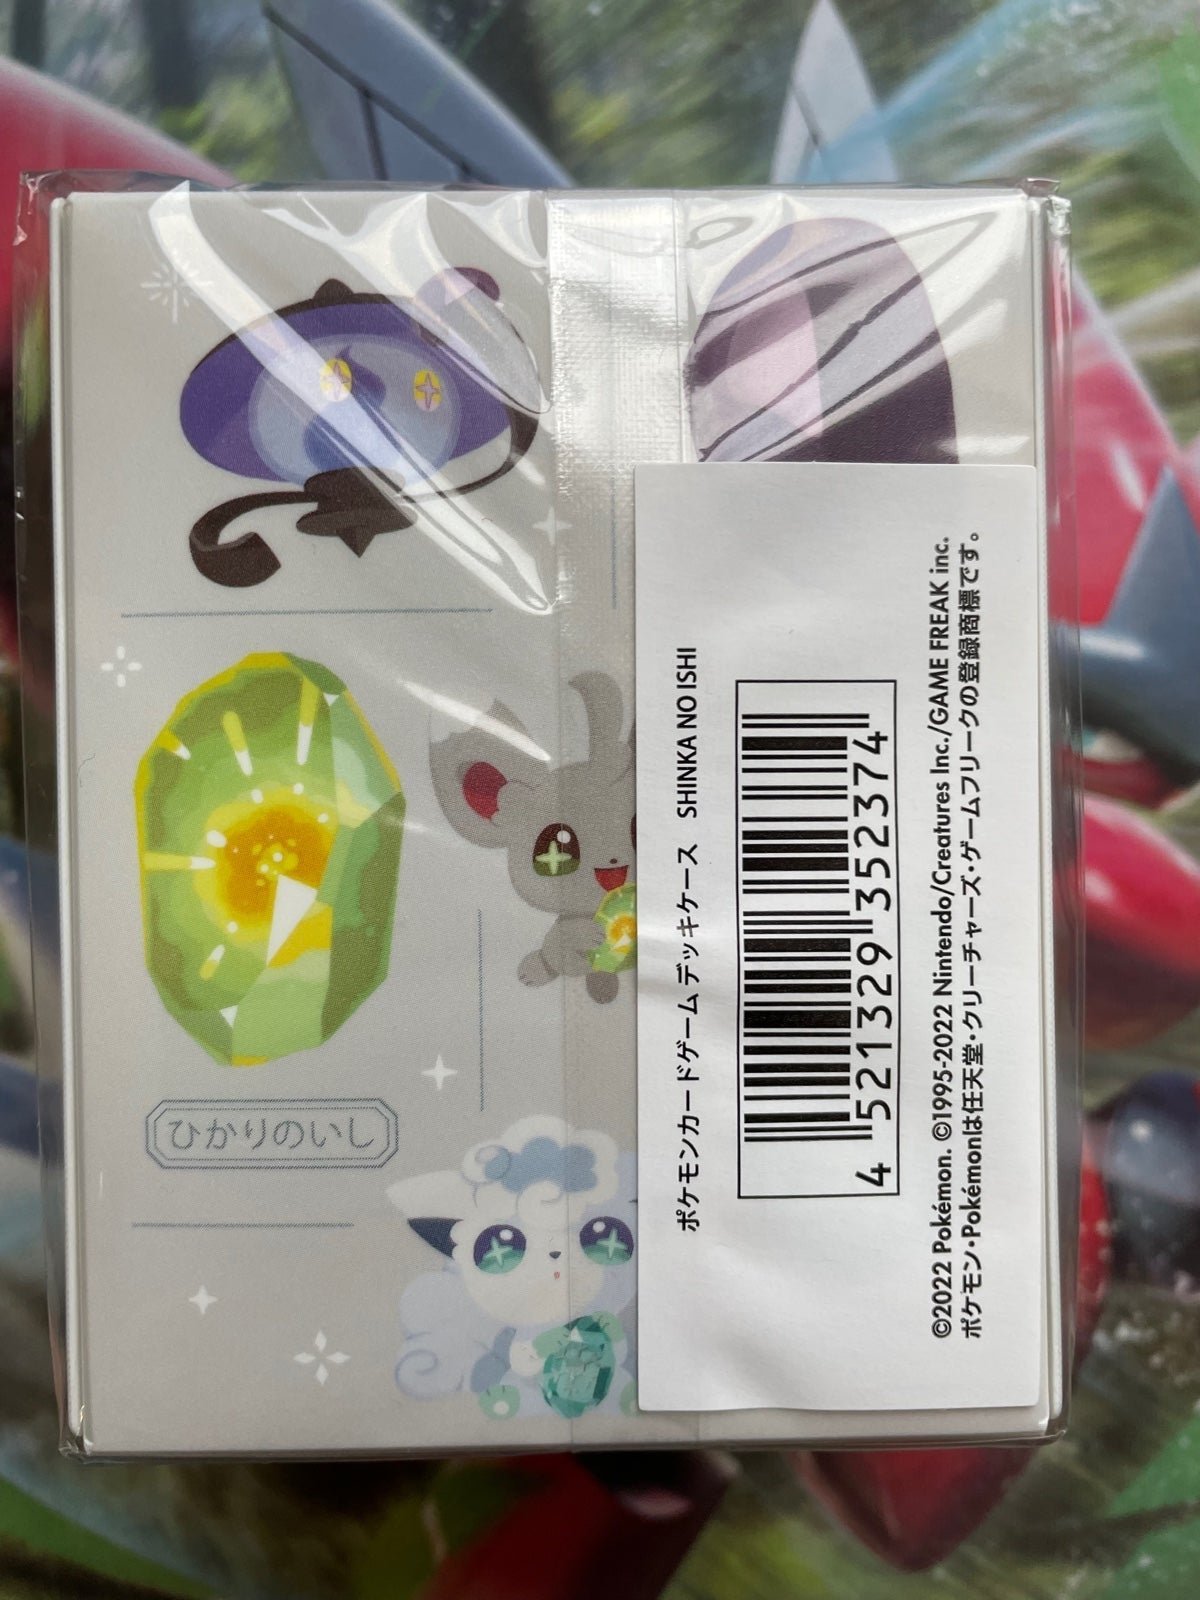 ひかりのいし
ポケモンカードゲーム デッキケース　SHINKA NO ISHI
4 521329 352374
©2022 Pokémon. ©1995-2022 Nintendo/Creatures Inc./GAME FREAK inc.
ポケモン・Pokémonは任天堂・クリーチャーズ・ゲームフリークの登録商標です。